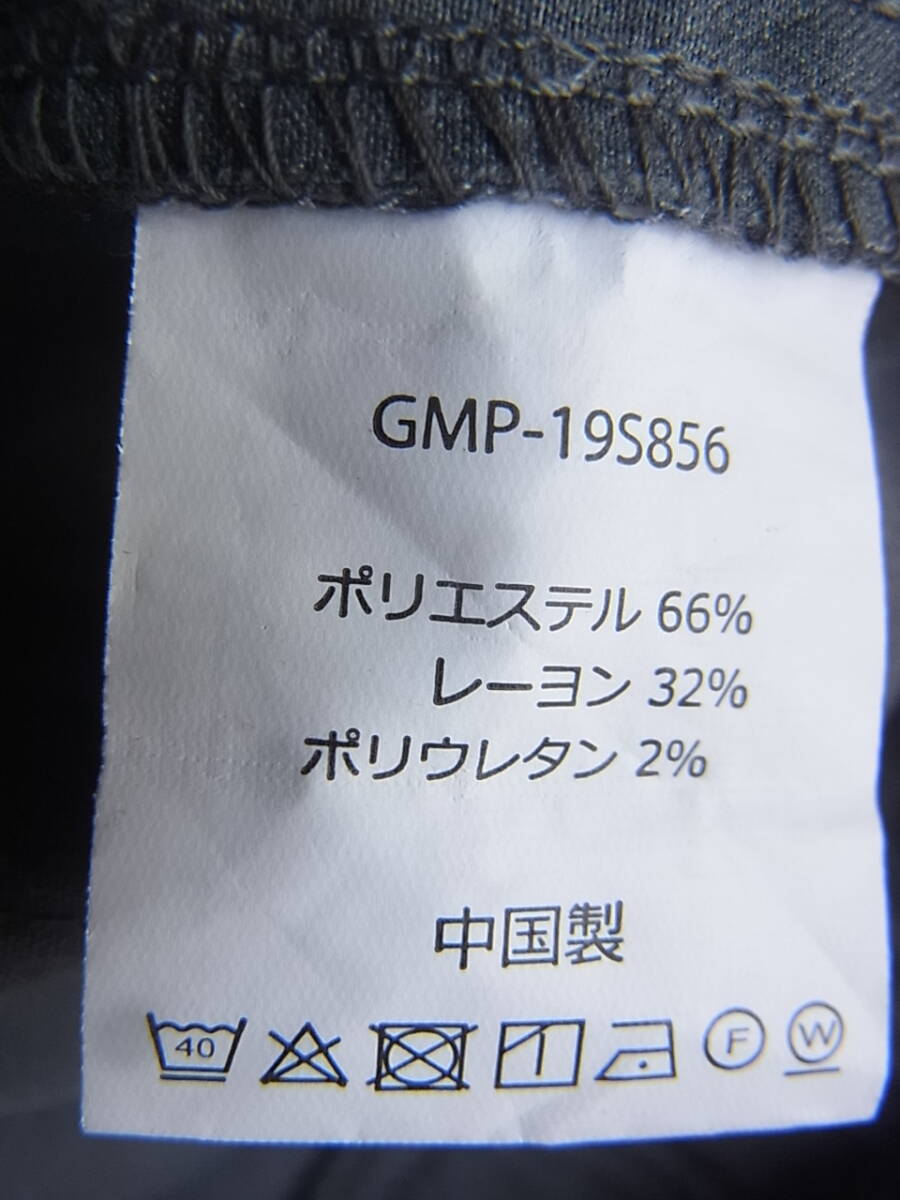 GMP-19S856
ポリエステル 66%
レーヨン 32%
ポリウレタン 2%
中国製
40 F W